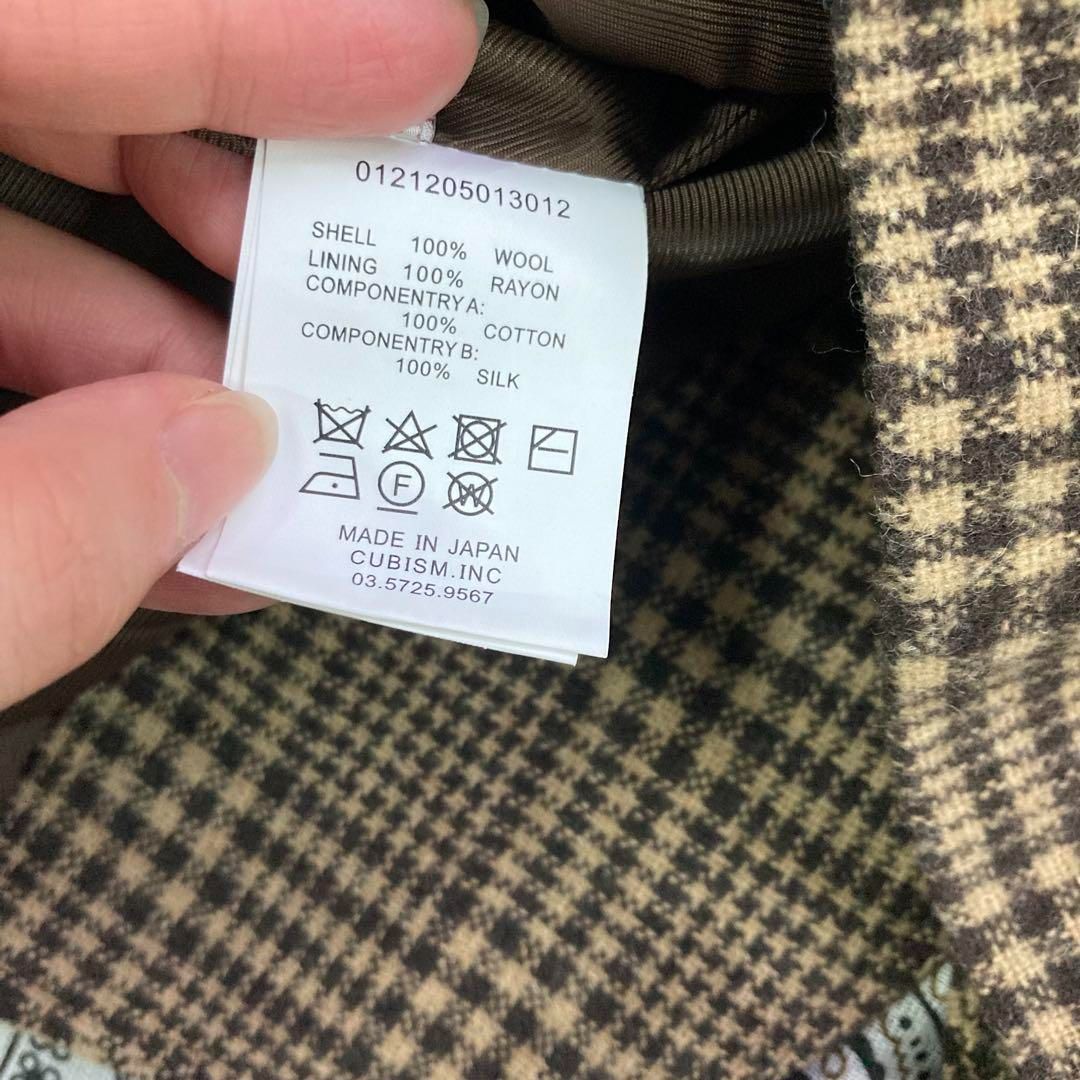 0121205013012
SHELL 100% WOOL
LINING 100% RAYON
COMPONENTRY A:
100% COTTON
COMPONENTRY B:
100% SILK
W
F
MADE IN JAPAN
CUBISM.INC
03.5725.9567